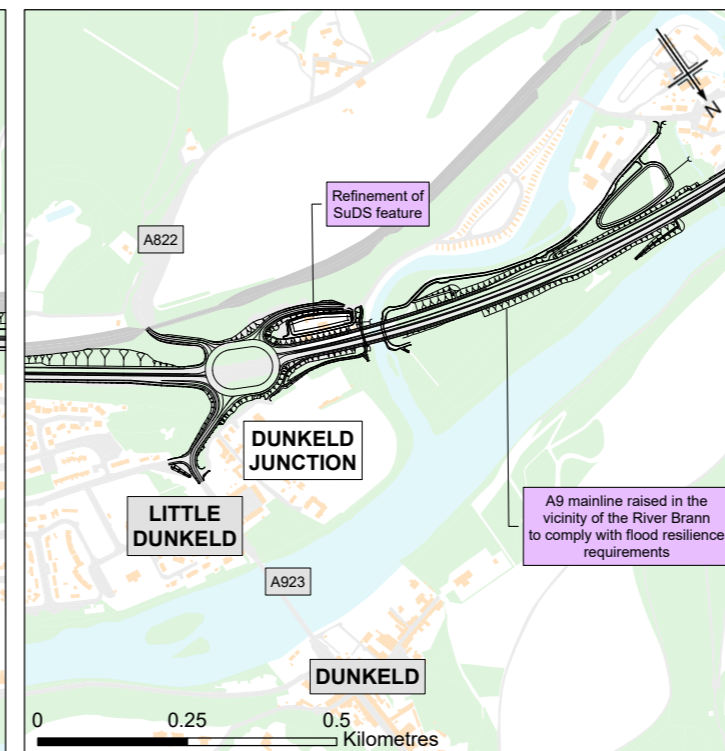 N
Refinement of
SuDS feature
A822
DUNKELD
JUNCTION
LITTLE
DUNKELD
A9 mainline raised in the
vicinity of the River Brann
to comply with flood resilience
requirements
A923
DUNKELD
0 0.25 0.5
Kilometres